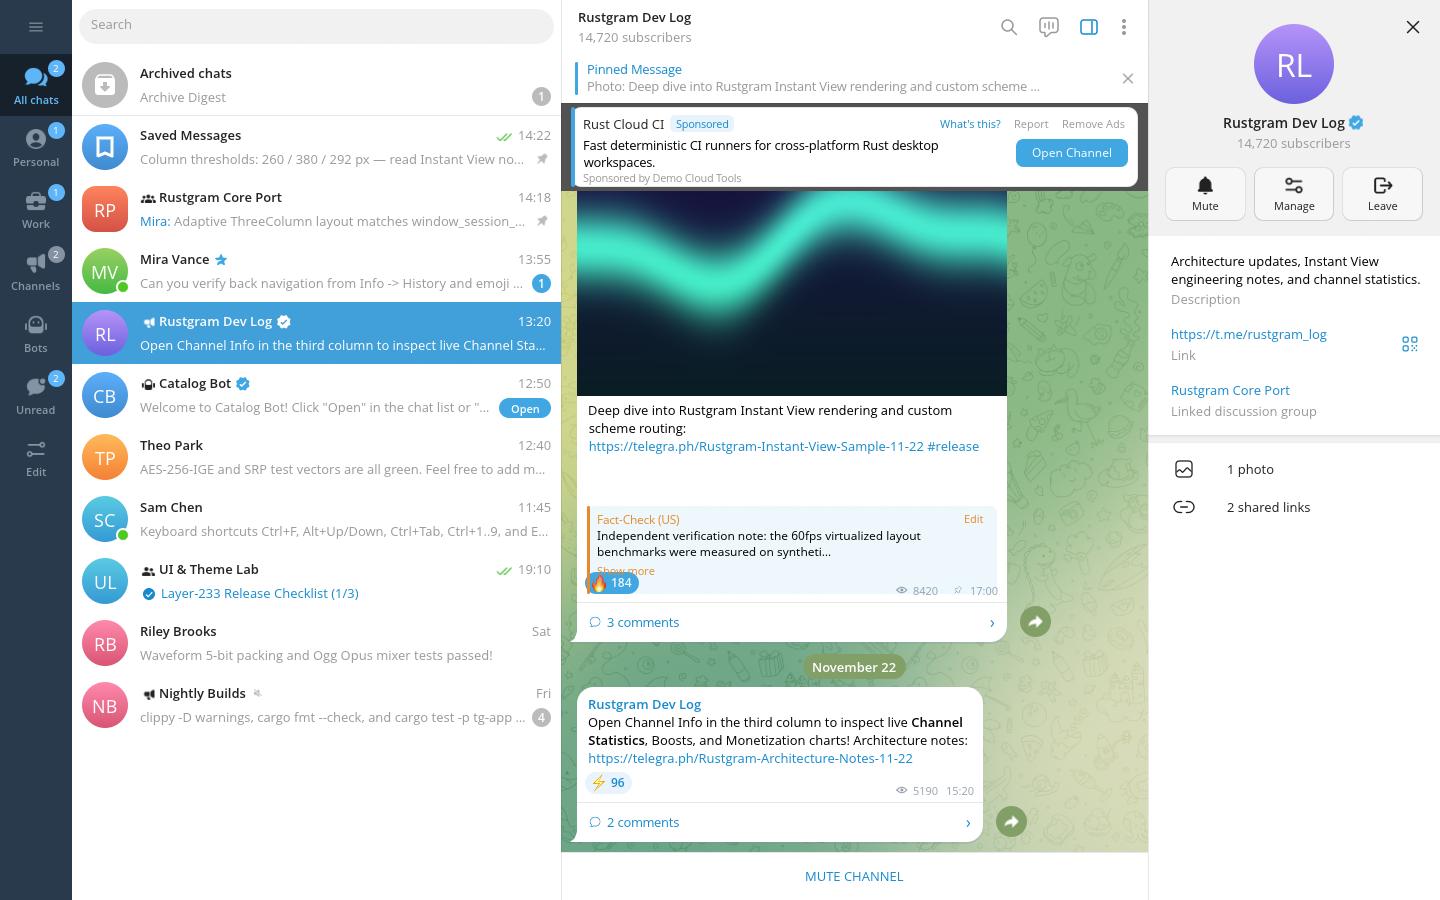 All chats
2
Personal
1
Work
1
Channels
2
Bots
Unread
2
Edit
Search
Archived chats
Archive Digest
1
Saved Messages
14:22
Column thresholds: 260 / 380 / 292 px — read Instant View no...
RP
Rustgram Core Port
14:18
Mira: Adaptive ThreeColumn layout matches window_session_...
MV
Mira Vance
13:55
Can you verify back navigation from Info -> History and emoji ...
1
RL
Rustgram Dev Log
13:20
Open Channel Info in the third column to inspect live Channel Sta...
CB
Catalog Bot
12:50
Welcome to Catalog Bot! Click "Open" in the chat list or "...
Open
TP
Theo Park
12:40
AES-256-IGE and SRP test vectors are all green. Feel free to add m...
SC
Sam Chen
11:45
Keyboard shortcuts Ctrl+F, Alt+Up/Down, Ctrl+Tab, Ctrl+1..9, and E...
UL
UI & Theme Lab
19:10
Layer-233 Release Checklist (1/3)
RB
Riley Brooks
Sat
Waveform 5-bit packing and Ogg Opus mixer tests passed!
NB
Nightly Builds
Fri
clippy -D warnings, cargo fmt --check, and cargo test -p tg-app ...
4
Rustgram Dev Log
14,720 subscribers
Pinned Message
Photo: Deep dive into Rustgram Instant View rendering and custom scheme ...
Rust Cloud CI
Sponsored
What's this?
Report
Remove Ads
Fast deterministic CI runners for cross-platform Rust desktop
workspaces.
Open Channel
Sponsored by Demo Cloud Tools
Deep dive into Rustgram Instant View rendering and custom
scheme routing:
https://telegra.ph/Rustgram-Instant-View-Sample-11-22 #release
Fact-Check (US)
Edit
Independent verification note: the 60fps virtualized layout
benchmarks were measured on syntheti...
Show more
184
8420
17:00
3 comments
November 22
Rustgram Dev Log
Open Channel Info in the third column to inspect live Channel
Statistics, Boosts, and Monetization charts! Architecture notes:
https://telegra.ph/Rustgram-Architecture-Notes-11-22
96
5190
15:20
2 comments
MUTE CHANNEL
RL
Rustgram Dev Log
14,720 subscribers
Mute
Manage
Leave
Architecture updates, Instant View
engineering notes, and channel statistics.
Description
https://t.me/rustgram_log
Link
Rustgram Core Port
Linked discussion group
1 photo
2 shared links